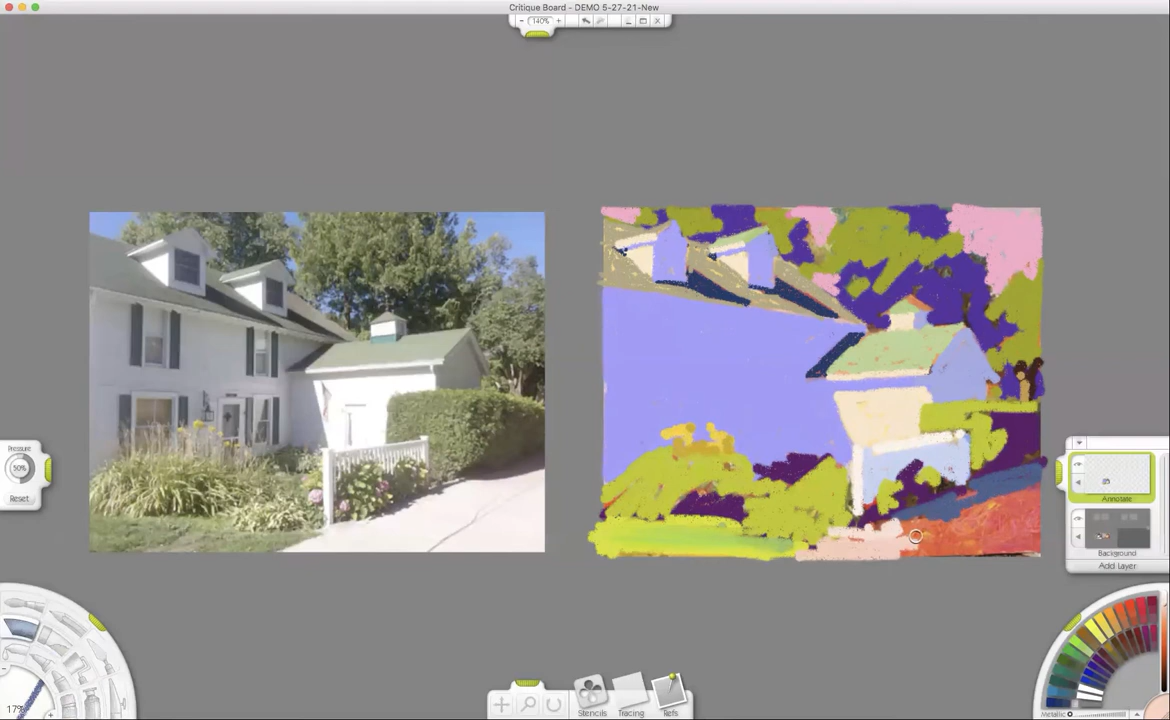 Critique Board - DEMO 5-27-21-New
140%
Pressure
50%
Reset
Annotate
Background
Add Layer
17%
Stencils
Tracing
Refs
Metallic